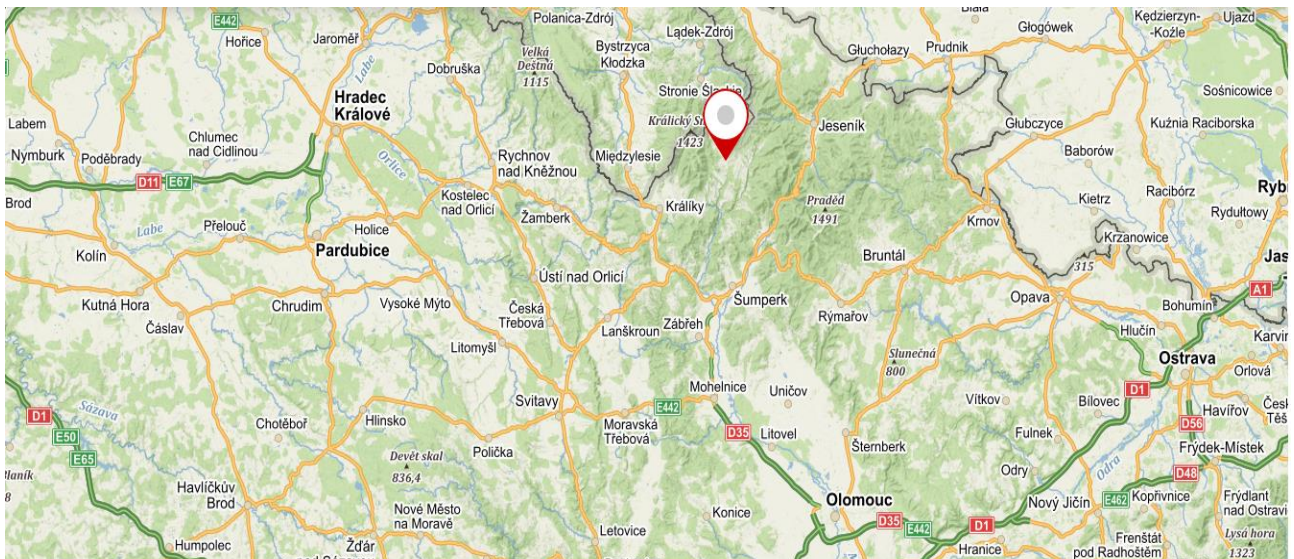 E442
Hořice
Jaroměř
Polanica-Zdrój
Bystrzyca
Kłodzka
Lądek-Zdrój
Głuchołazy
Prudnik
Biała
Głogówek
Kędzierzyn-
-Koźle
Ujazd
Velká
Deštná
1115
Dobruška
Labe
Hradec
Králové
Stronie
Králický
1423
Jeseník
Sośnicowice
Głubczyce
Kuźnia Raciborska
Labem
Nymburk
Poděbrady
Chlumec
nad Cidlinou
Orlice
Rychnov
nad Kněžnou
Międzylesie
Baborów
D11
E67
Brod
Kostelec
nad Orlicí
Žamberk
Králíky
Praděd
1491
Krnov
Kietrz
Racibórz
Rydułtowy
Labe
Přelouč
Holice
Pardubice
Kolín
Krzanowice
315
Bruntál
Kutná Hora
Čáslav
Chrudim
Vysoké Mýto
Ústí nad Orlicí
Česká
Třebová
Lanškroun
Zábřeh
Šumperk
Rýmařov
Opava
Bohumín
A1
Hlučín
Karvin
Litomyšl
Slunečná
800
Ostrava
Orlová
D1
Sázava
E50
E65
Chotěboř
Hlinsko
Svitavy
Polička
Moravská
Třebová
E442
Mohelnice
Uničov
D35
Litovel
Šternberk
Vítkov
Bílovec
D1
D56
Havířov
Fulnek
Frýdek-Místek
Devět skal
836,4
Havlíčkův
Brod
Nové Město
na Moravě
Odry
Odra
D48
Nový Jičín
E462
Kopřivnice
Frýdlant
nad Ostravic
Olomouc
D35
E442
D1
Konice
Letovice
Humpolec
Žďár
Hranice
Frenštát
pod Radhoštěm
Lysá hora
1323